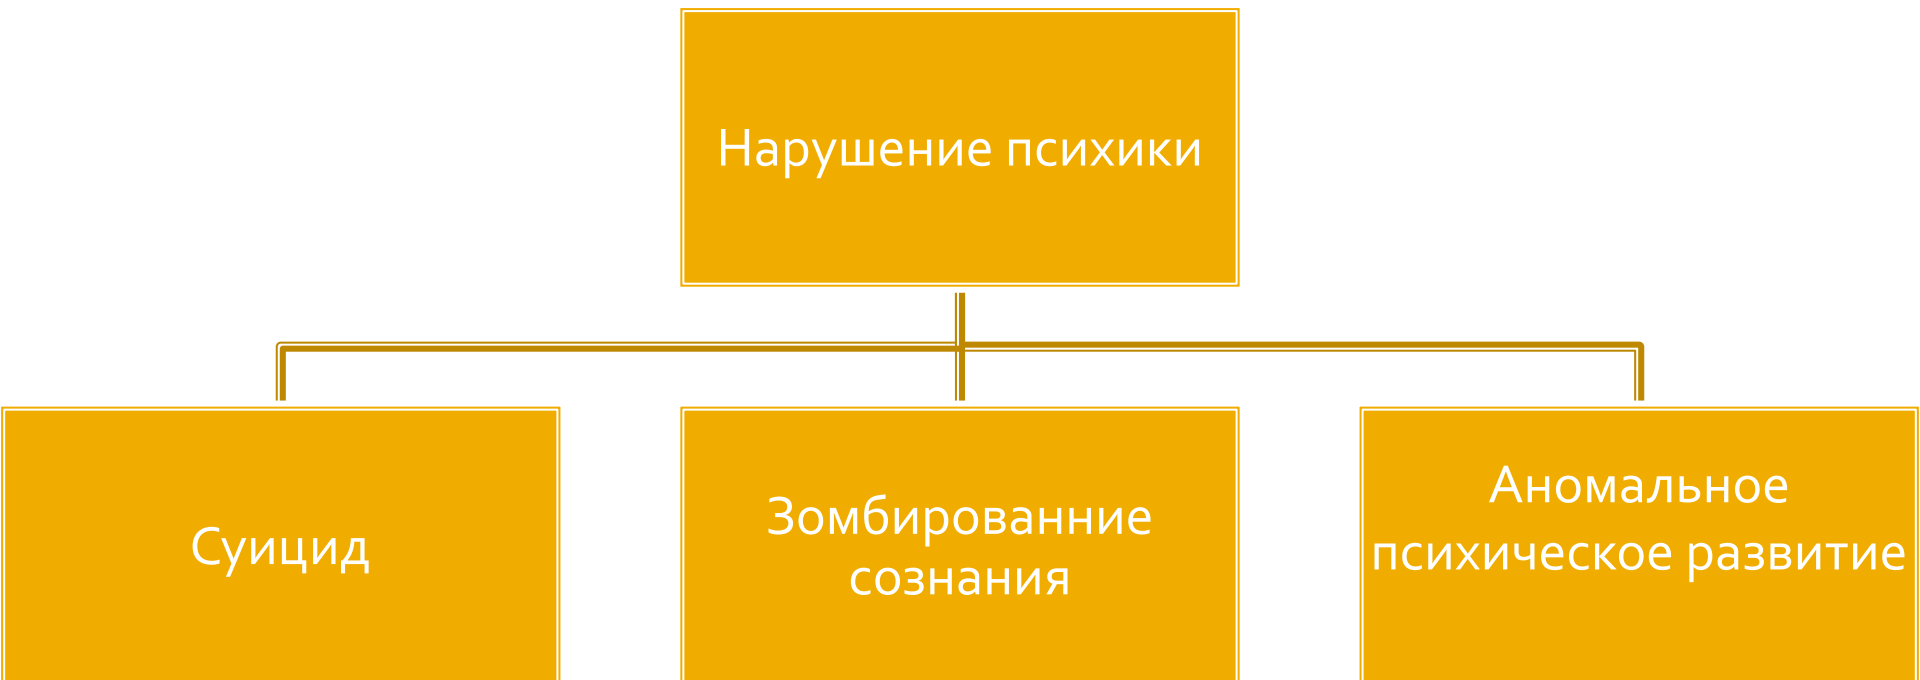 Нарушение психики
Суицид
Зомбированние
сознания
Аномальное
психическое развитие